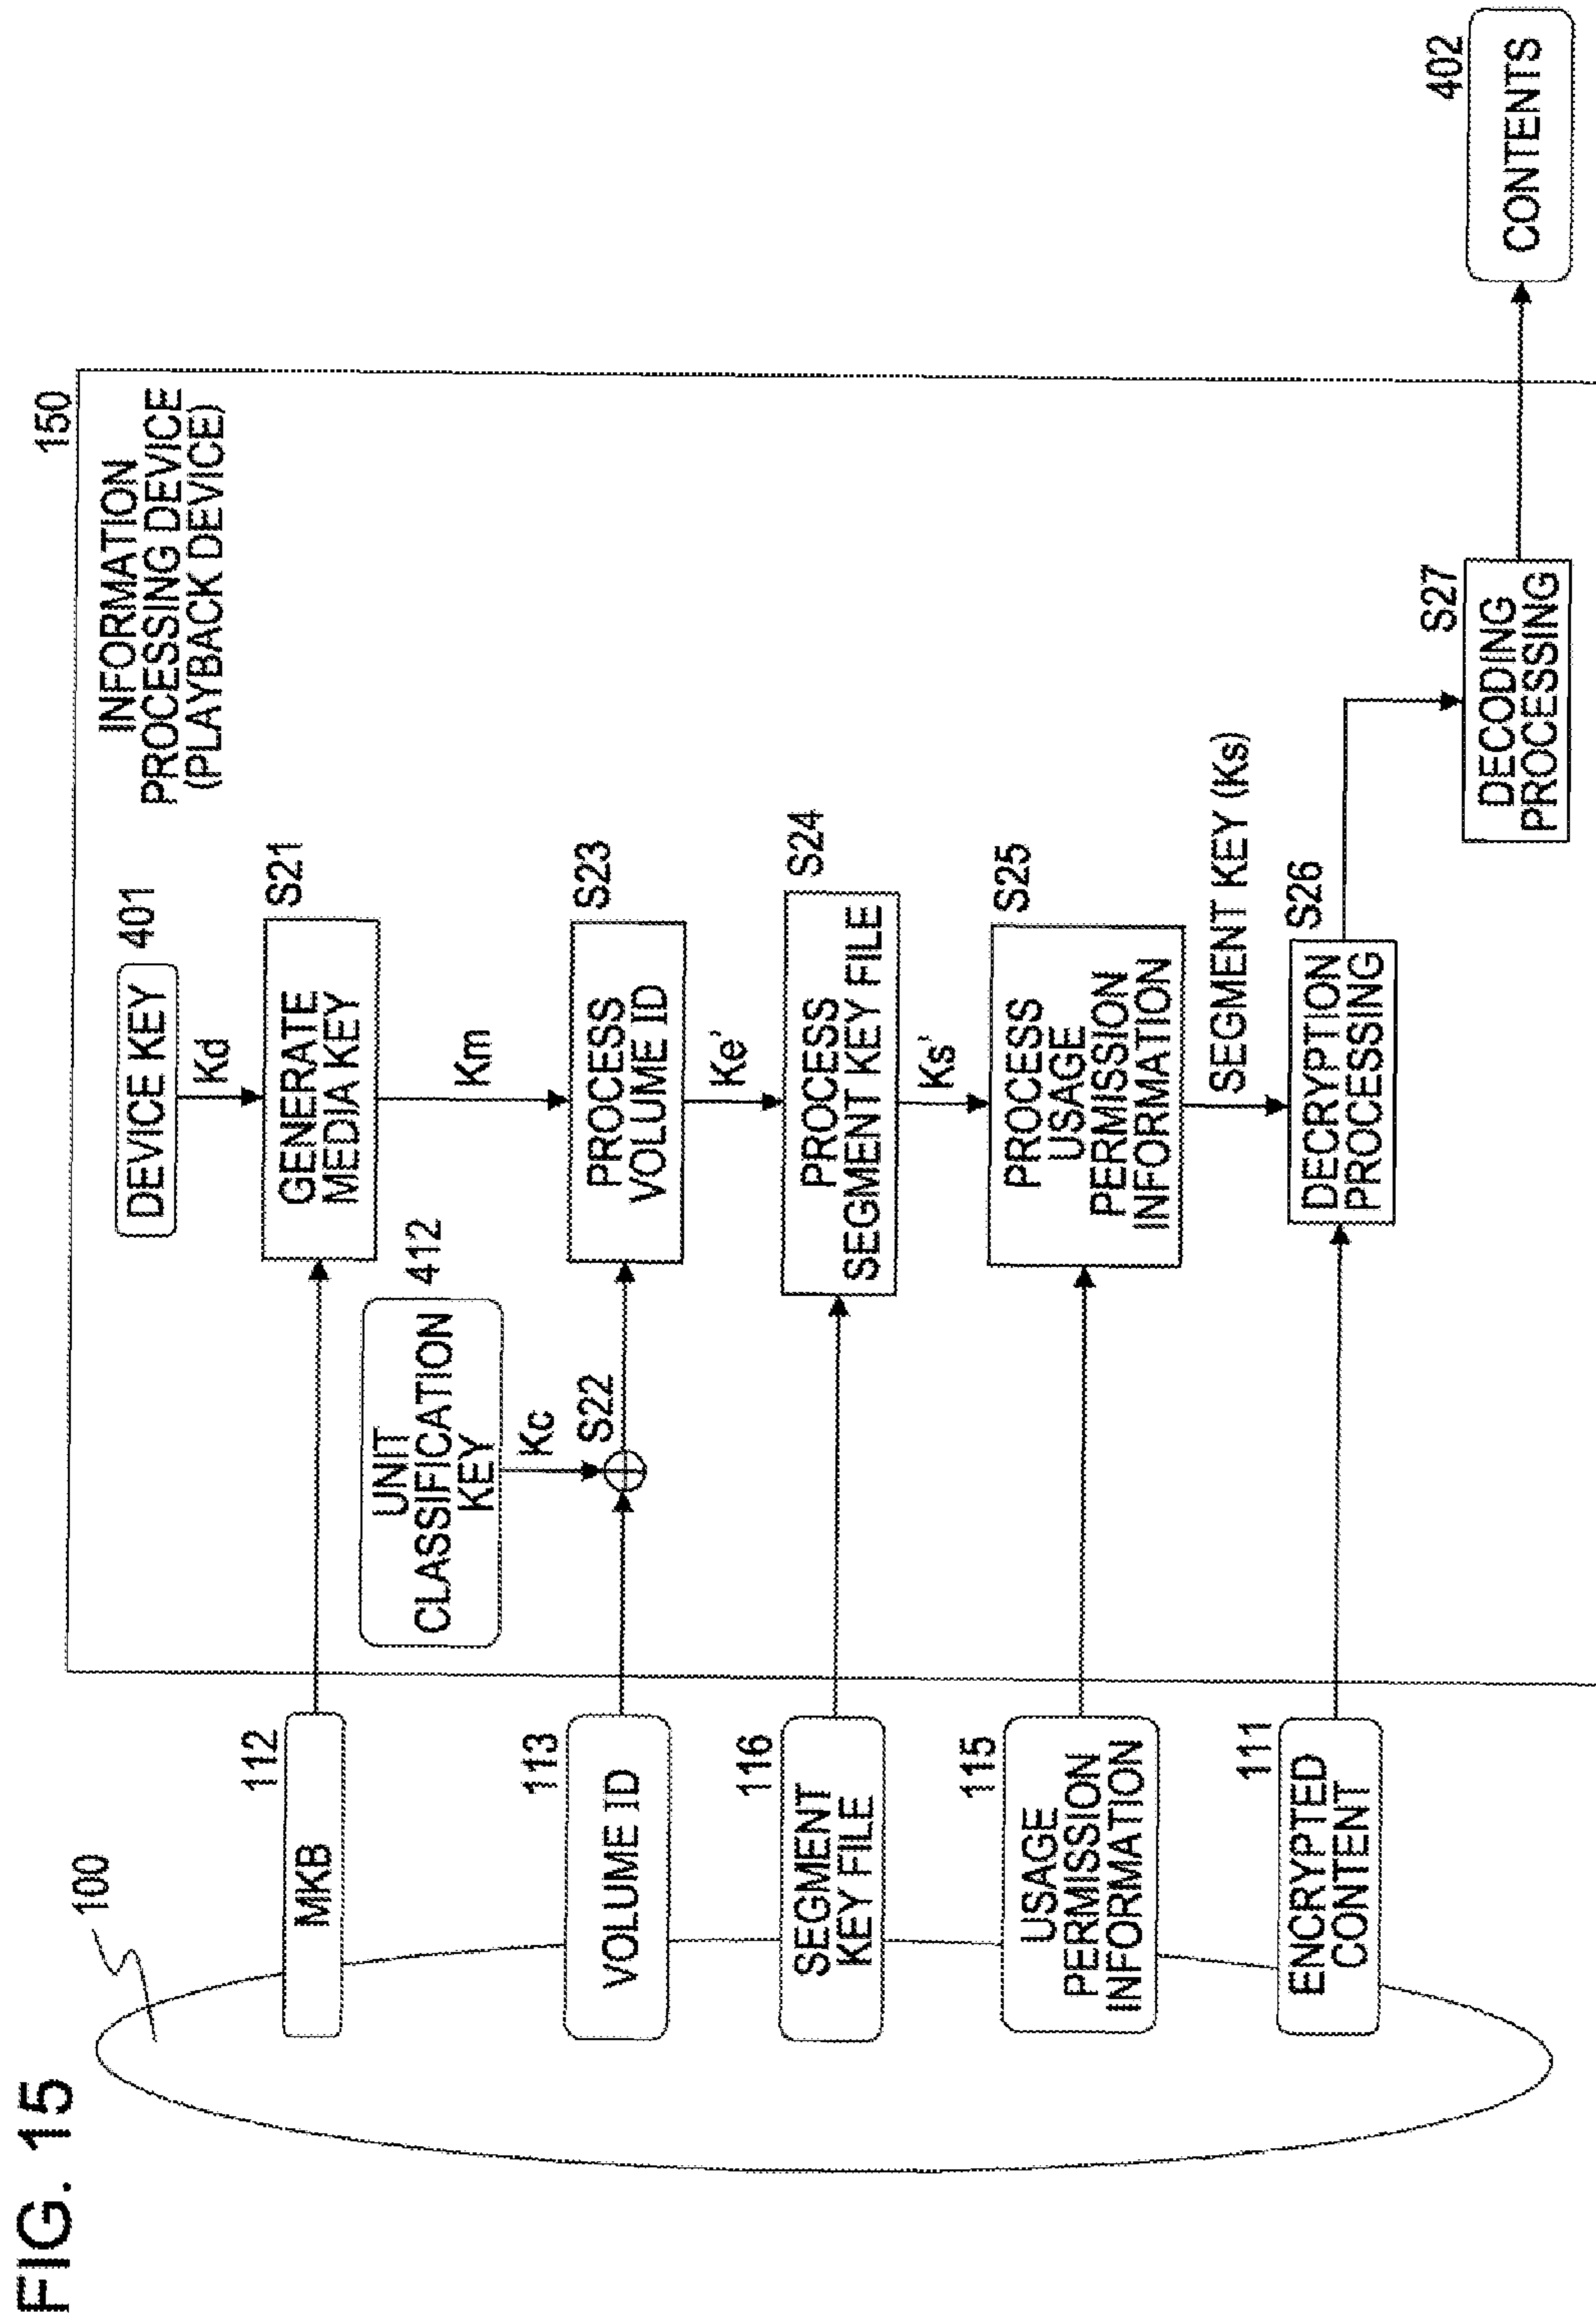 FIG. 15
100
112
MKB
113
VOLUME ID
116
SEGMENT
KEY FILE
115
USAGE
PERMISSION
INFORMATION
111
ENCRYPTED
CONTENT
150
INFORMATION
PROCESSING DEVICE
(PLAYBACK DEVICE)
DEVICE KEY
401
Kd
S21
GENERATE
MEDIA KEY
Km
UNIT
CLASSIFICATION
KEY
412
Kc
S22
S23
PROCESS
VOLUME ID
Ke'
S24
PROCESS
SEGMENT KEY FILE
Ks'
S25
PROCESS
USAGE
PERMISSION
INFORMATION
SEGMENT KEY (Ks)
S26
DECRYPTION
PROCESSING
S27
DECODING
PROCESSING
402
CONTENTS